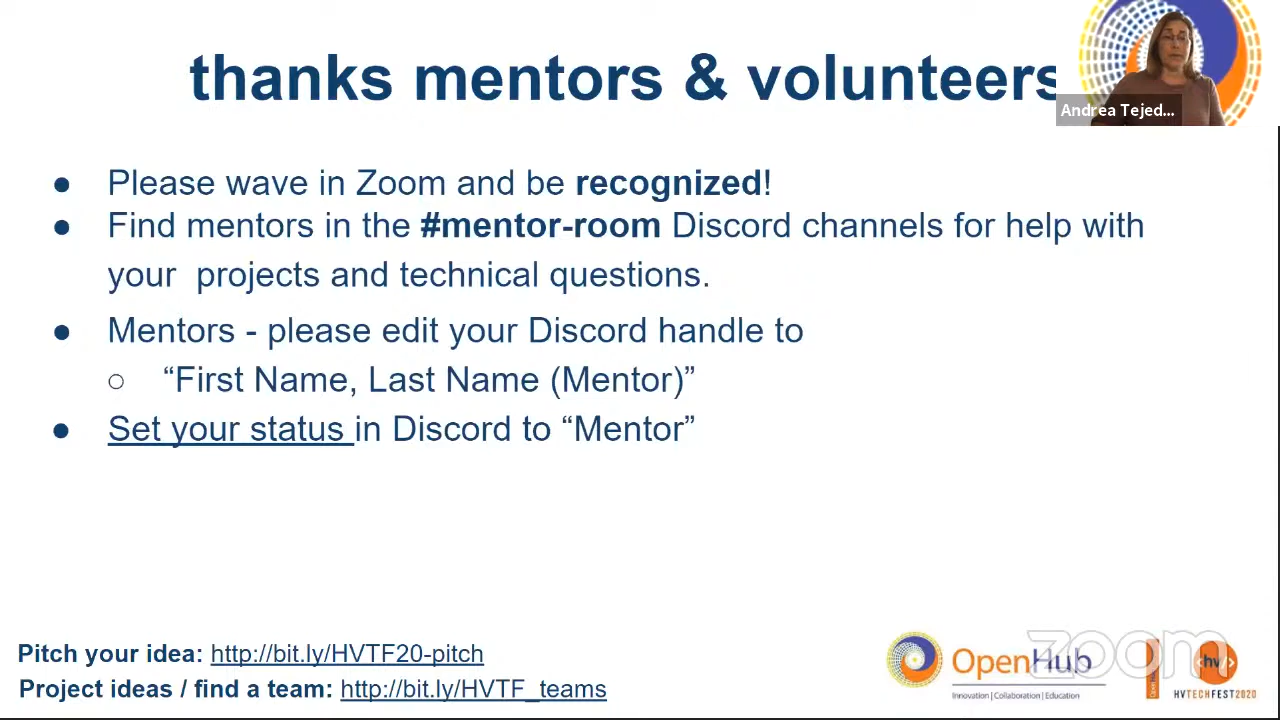 thanks mentors & volunteers
Andrea Tejed...
● Please wave in Zoom and be recognized!
● Find mentors in the #mentor-room Discord channels for help with
your projects and technical questions.
● Mentors - please edit your Discord handle to
○ “First Name, Last Name (Mentor)”
● Set your status in Discord to “Mentor”
Pitch your idea: http://bit.ly/HVTF20-pitch
Project ideas / find a team: http://bit.ly/HVTF_teams
OpenHub
Innovation | Collaboration | Education
zoom
hv
HVTECHFEST2020